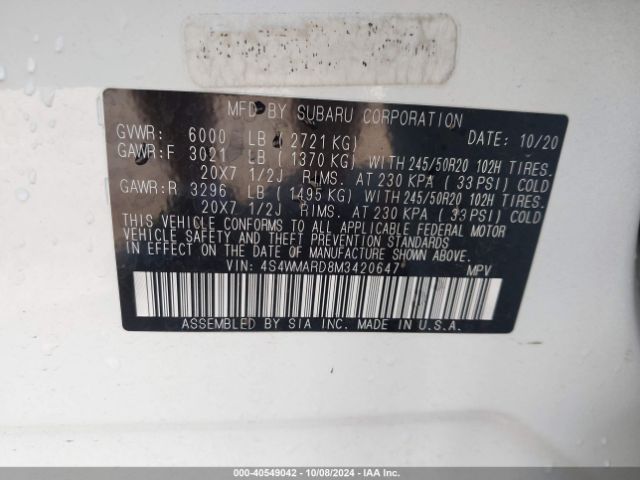 MFD BY SUBARU CORPORATION
GVWR: 6000 LB (2721 KG) DATE: 10/20
GAWR:F 3021 LB (1370 KG) WITH 245/50R20 102H TIRES.
20X7 1/2J RIMS. AT 230 KPA (33 PSI) COLD
GAWR:R 3296 LB (1495 KG) WITH 245/50R20 102H TIRES.
20X7 1/2J RIMS. AT 230 KPA (33 PSI) COLD
THIS VEHICLE CONFORMS TO ALL APPLICABLE FEDERAL MOTOR
VEHICLE SAFETY AND THEFT PREVENTION STANDARDS IN
EFFECT ON THE DATE OF MANUFACTURE SHOWN ABOVE.
VIN: 4S4WMARD8M3420647 MPV
ASSEMBLED BY SIA INC. MADE IN U.S.A.
000-40549042 - 10/08/2024 - IAA Inc.